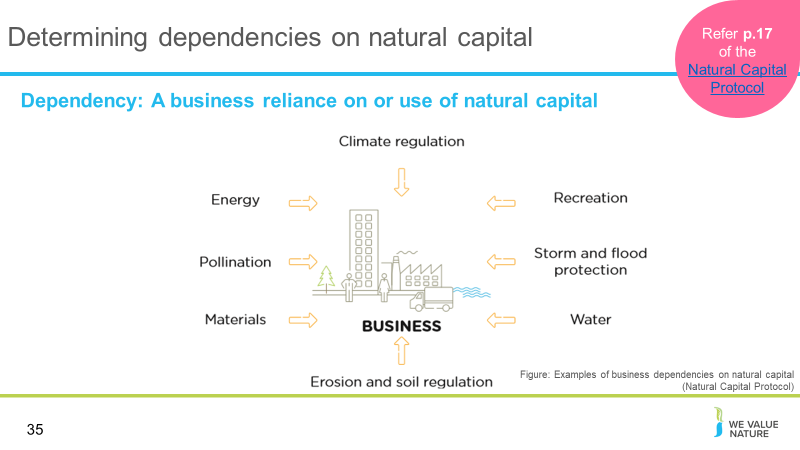 Determining dependencies on natural capital
Refer p.17
of the
Natural Capital
Protocol
Dependency: A business reliance on or use of natural capital
Climate regulation
Energy
Recreation
Pollination
Storm and flood
protection
Materials
Water
BUSINESS
Erosion and soil regulation
Figure: Examples of business dependencies on natural capital
(Natural Capital Protocol)
35
WE VALUE
NATURE